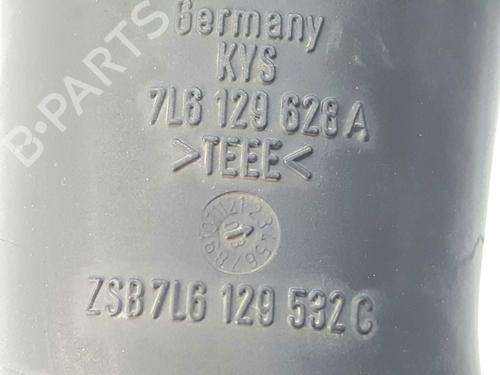 Germany
KYS
7L6 129 628 A
>TEEE<
ZSB 7L6 129 532 C
B-PARTS